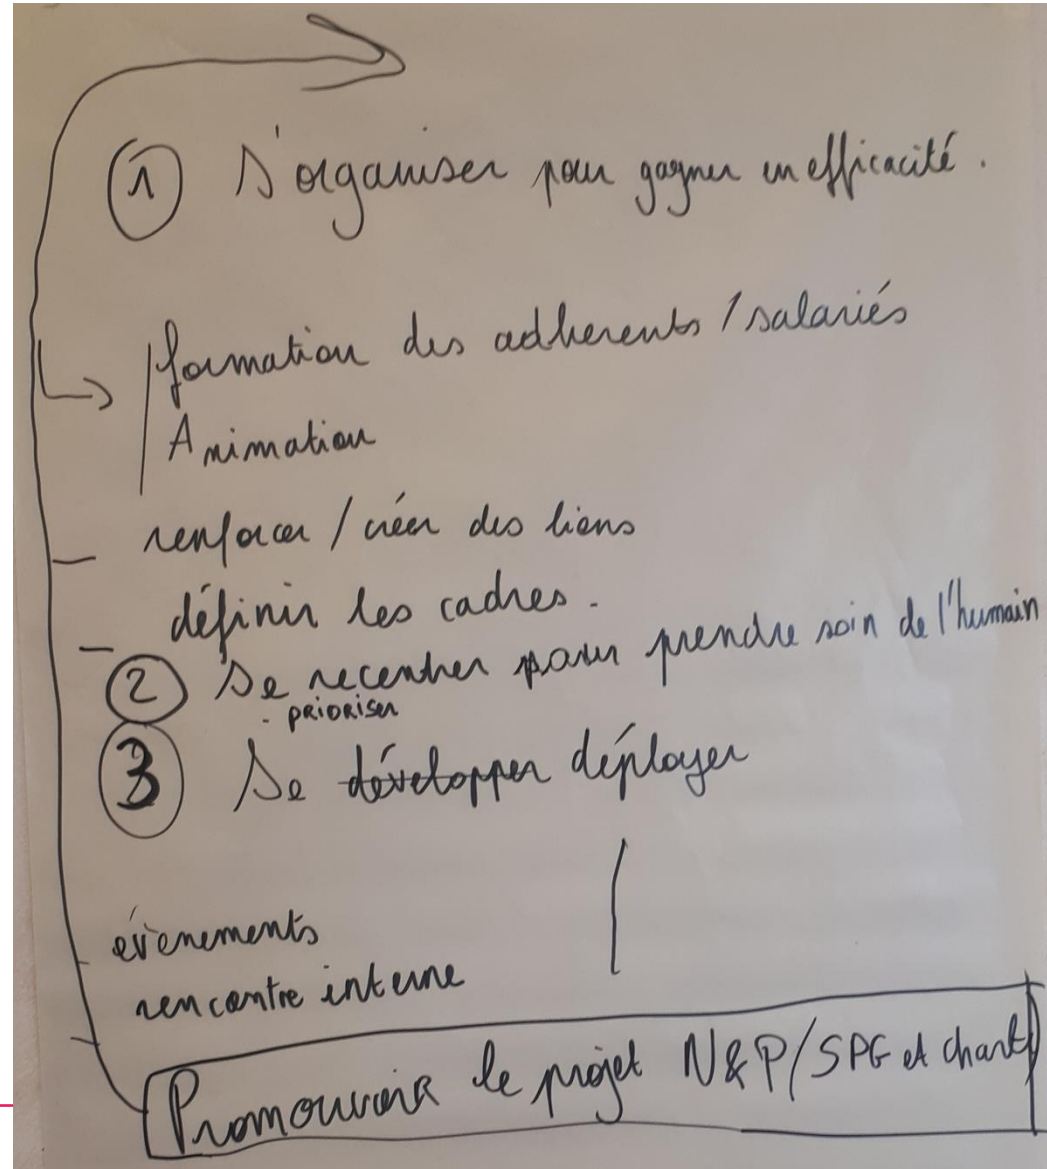 ① S'organiser pour gagner en efficacité.
formation des adherents / salariés
Animation
renforcer / créer des liens
définir les cadres.
② Se recentrer pour prendre soin de l'humain
- prioriser
③ Se développer déployer
évènements
rencontre interne
Promouvoir le projet N&P/SPG et charte